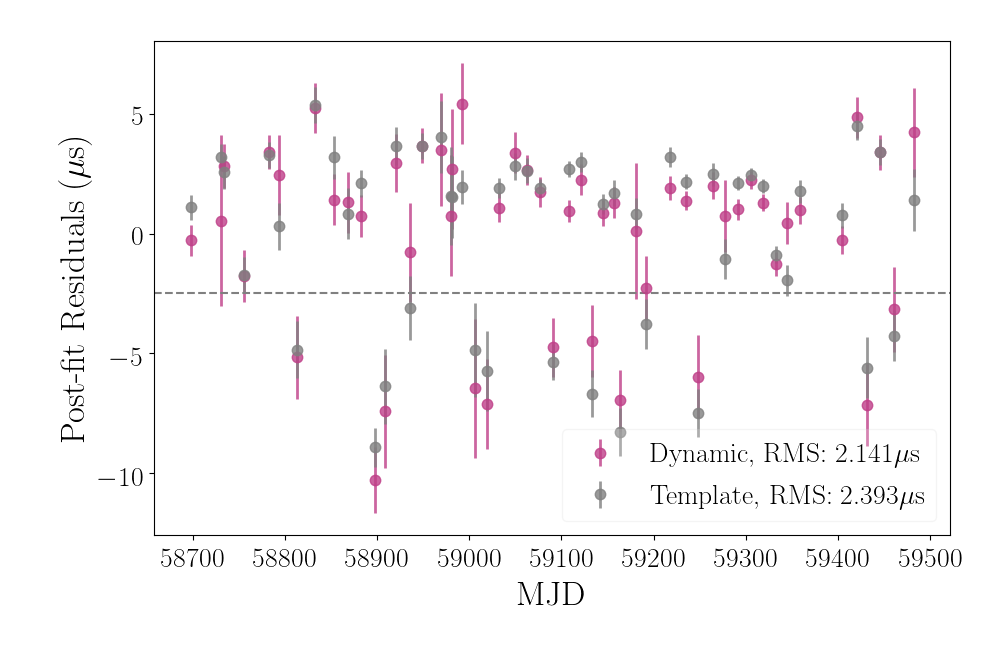 Post-fit Residuals (μs)
5
0
−5
−10
58700 58800 58900 59000 59100 59200 59300 59400 59500
MJD
Dynamic, RMS: 2.141μs
Template, RMS: 2.393μs